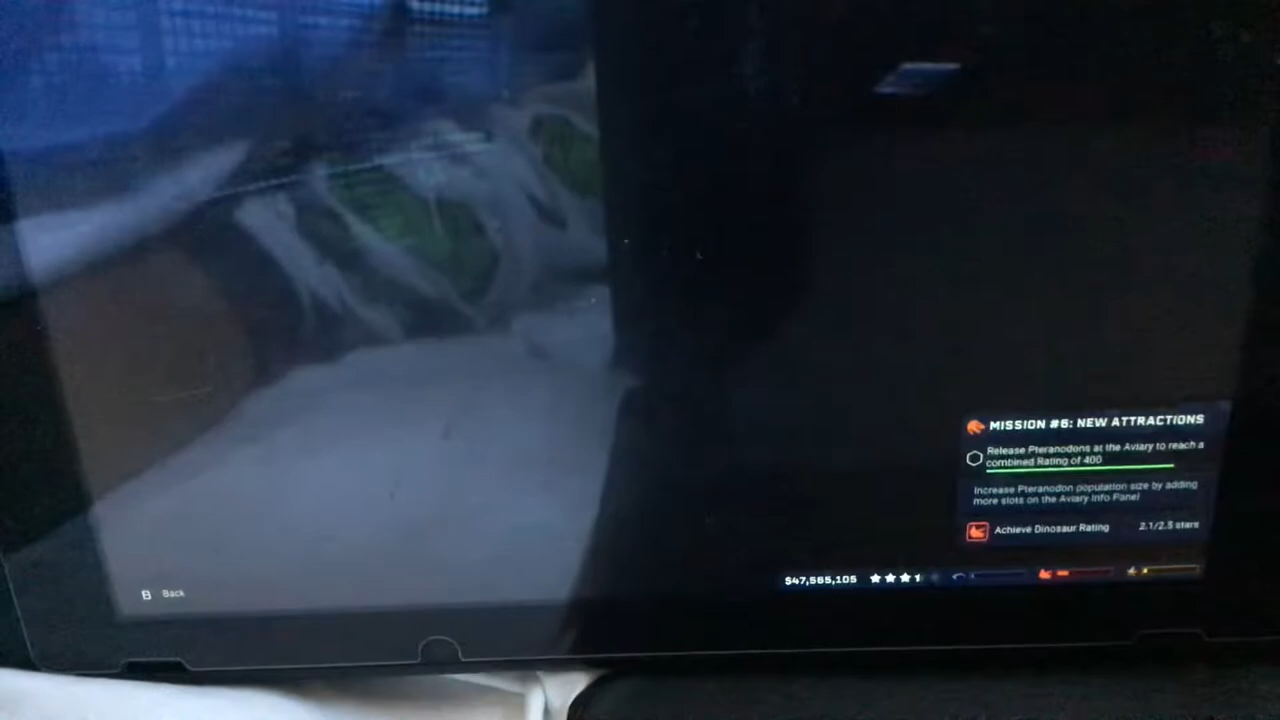 MISSION #6: NEW ATTRACTIONS
Release Pteranodons at the Aviary to reach a
combined Rating of 400
Increase Pteranodon population size by adding
more slots on the Aviary Info Panel
Achieve Dinosaur Rating 2.1/2.5 stars
$47,565,105
B Back